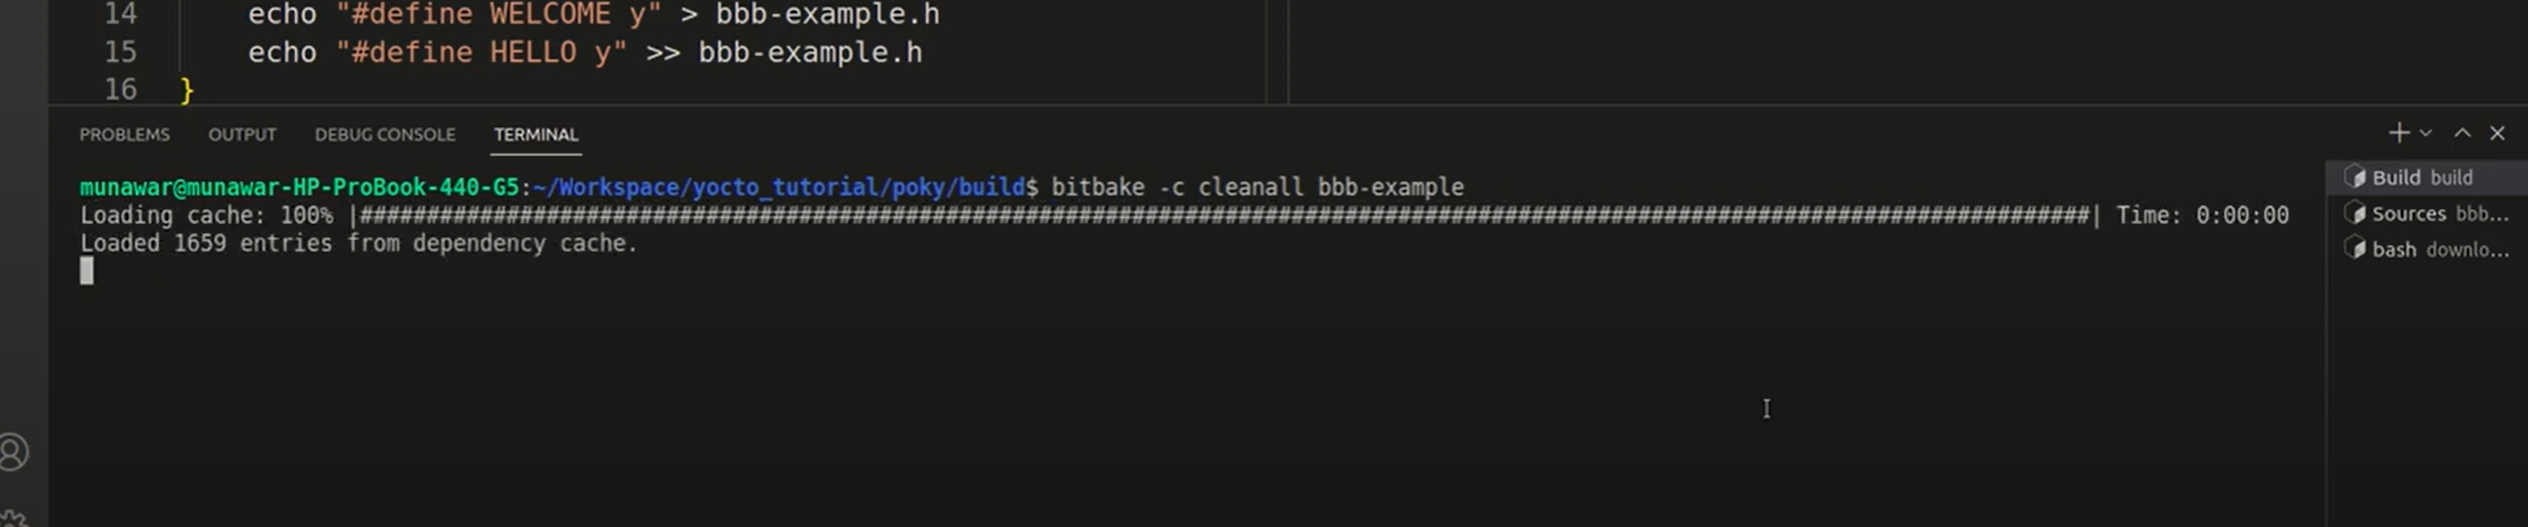 14 echo "#define WELCOME y" > bbb-example.h
15 echo "#define HELLO y" >> bbb-example.h
16 }
PROBLEMS OUTPUT DEBUG CONSOLE TERMINAL
munawar@munawar-HP-ProBook-440-G5:~/Workspace/yocto_tutorial/poky/build$ bitbake -c cleanall bbb-example
Loading cache: 100% |####################################################################################################################################| Time: 0:00:00
Loaded 1659 entries from dependency cache.
Build build
Sources bbb...
bash downlo...